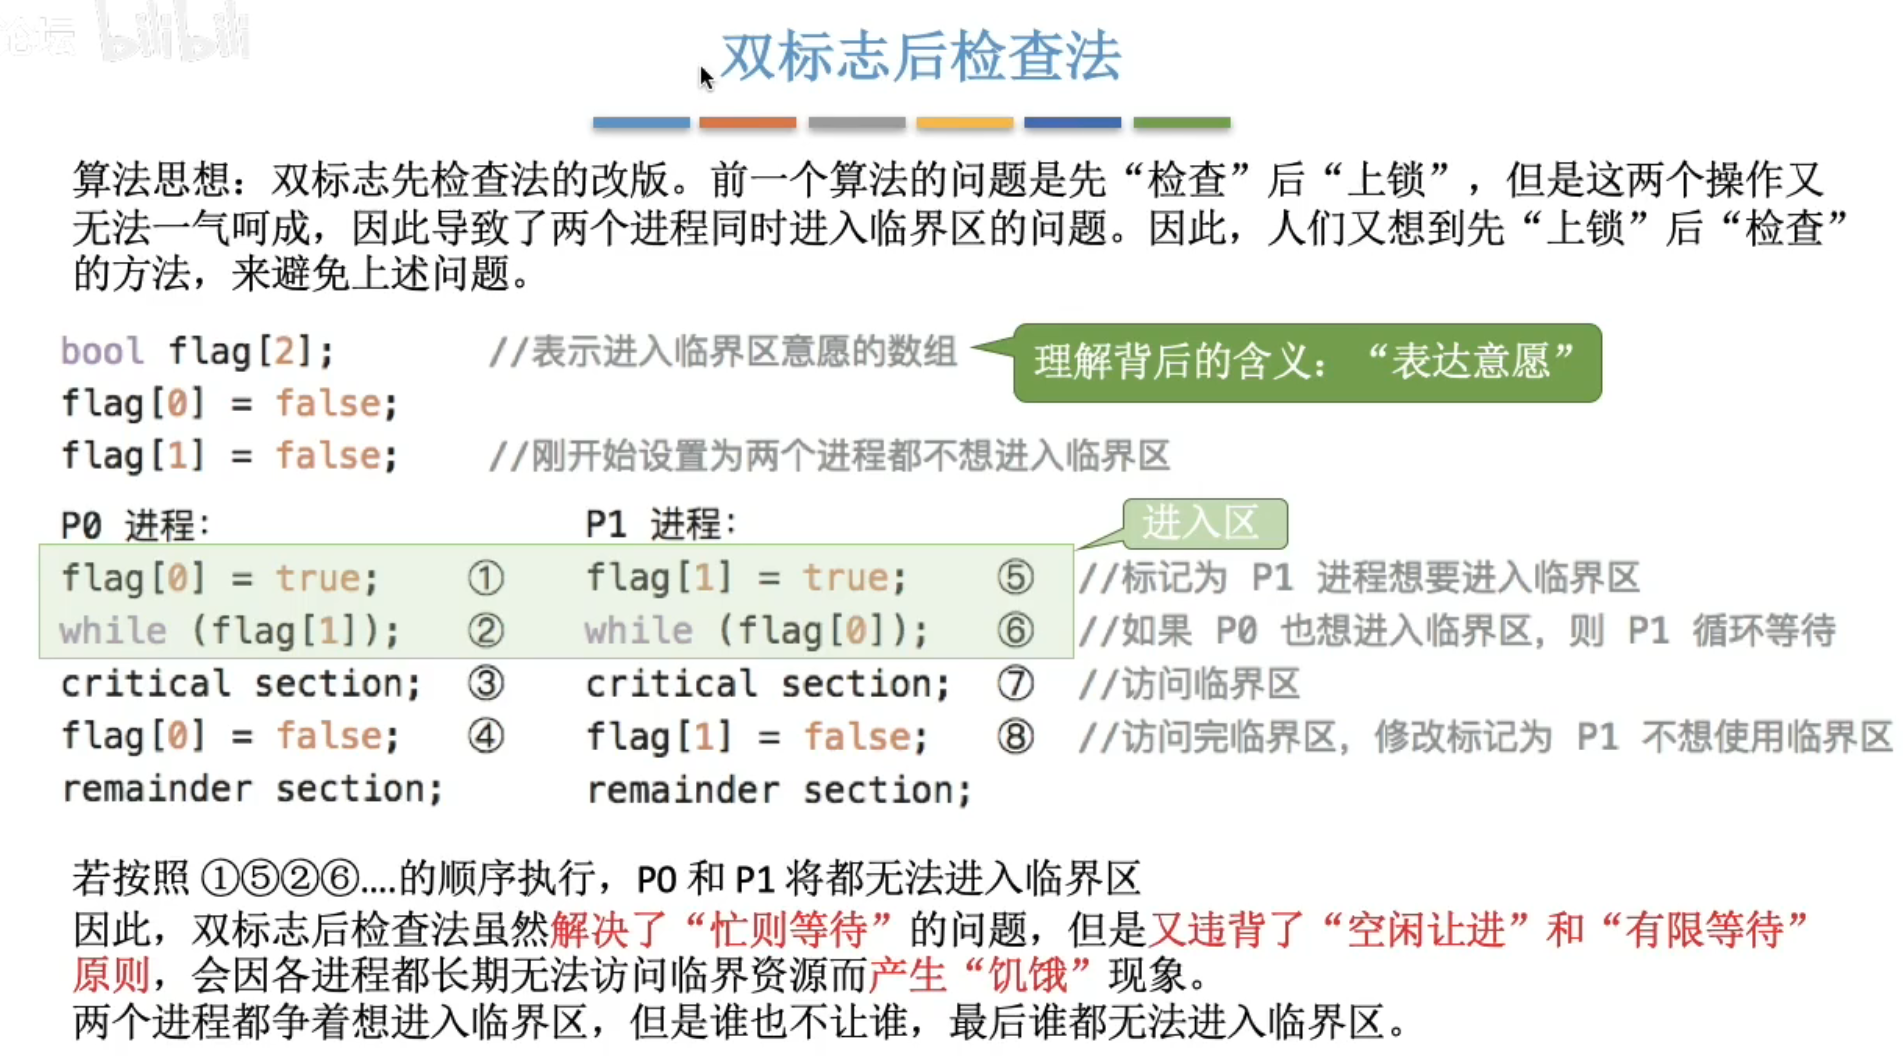 论坛 bilibili
双标志后检查法
算法思想：双标志先检查法的改版。前一个算法的问题是先“检查”后“上锁”，但是这两个操作又
无法一气呵成，因此导致了两个进程同时进入临界区的问题。因此，人们又想到先“上锁”后“检查”
的方法，来避免上述问题。
bool flag[2]; //表示进入临界区意愿的数组
理解背后的含义：“表达意愿”
flag[0] = false;
flag[1] = false; //刚开始设置为两个进程都不想进入临界区
P0 进程: P1 进程:
进入区
flag[0] = true; ① flag[1] = true; ⑤ //标记为 P1 进程想要进入临界区
while (flag[1]); ② while (flag[0]); ⑥ //如果 P0 也想进入临界区，则 P1 循环等待
critical section; ③ critical section; ⑦ //访问临界区
flag[0] = false; ④ flag[1] = false; ⑧ //访问完临界区，修改标记为 P1 不想使用临界区
remainder section; remainder section;
若按照 ①⑤②⑥....的顺序执行，P0 和 P1 将都无法进入临界区
因此，双标志后检查法虽然解决了“忙则等待”的问题，但是又违背了“空闲让进”和“有限等待”
原则，会因各进程都长期无法访问临界资源而产生“饥饿”现象。
两个进程都争着想进入临界区，但是谁也不让谁，最后谁都无法进入临界区。